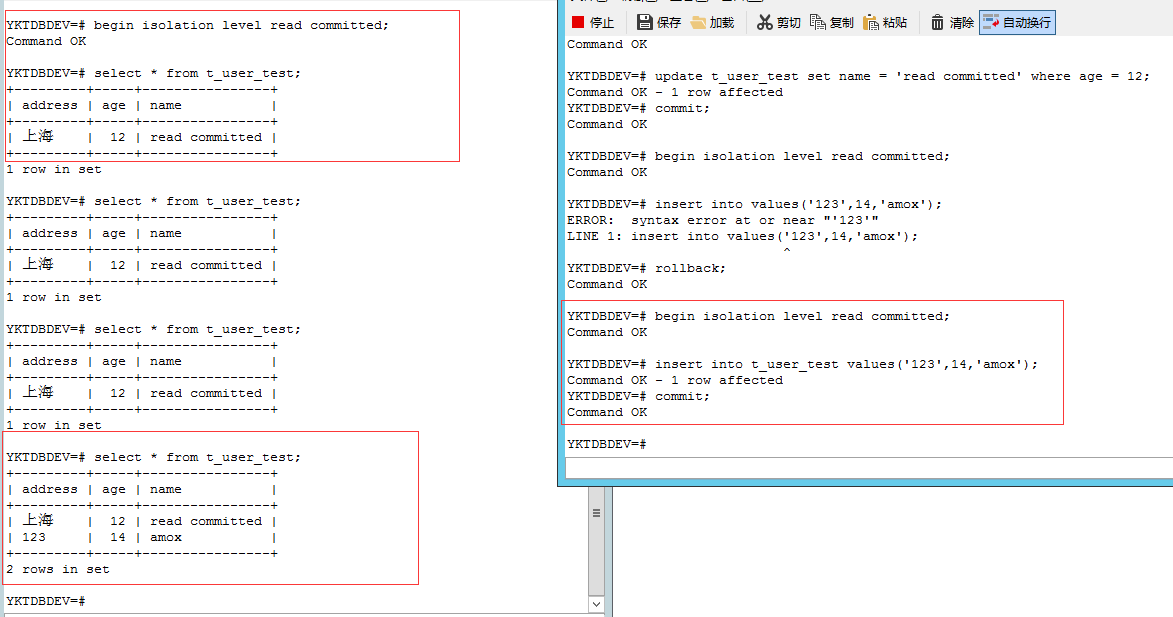 YKTDBDEV=# begin isolation level read committed;
Command OK
YKTDBDEV=# select * from t_user_test;
+---------+-----+----------------+
| address | age | name           |
+---------+-----+----------------+
| 上海    |  12 | read committed |
+---------+-----+----------------+
1 row in set
YKTDBDEV=# select * from t_user_test;
+---------+-----+----------------+
| address | age | name           |
+---------+-----+----------------+
| 上海    |  12 | read committed |
+---------+-----+----------------+
1 row in set
YKTDBDEV=# select * from t_user_test;
+---------+-----+----------------+
| address | age | name           |
+---------+-----+----------------+
| 上海    |  12 | read committed |
+---------+-----+----------------+
1 row in set
YKTDBDEV=# select * from t_user_test;
+---------+-----+----------------+
| address | age | name           |
+---------+-----+----------------+
| 上海    |  12 | read committed |
| 123     |  14 | amox           |
+---------+-----+----------------+
2 rows in set
YKTDBDEV=#
停止 保存 加载 剪切 复制 粘贴 清除 自动换行
Command OK
YKTDBDEV=# update t_user_test set name = 'read committed' where age = 12;
Command OK - 1 row affected
YKTDBDEV=# commit;
Command OK
YKTDBDEV=# begin isolation level read committed;
Command OK
YKTDBDEV=# insert into values('123',14,'amox');
ERROR:  syntax error at or near "'123'"
LINE 1: insert into values('123',14,'amox');
^
YKTDBDEV=# rollback;
Command OK
YKTDBDEV=# begin isolation level read committed;
Command OK
YKTDBDEV=# insert into t_user_test values('123',14,'amox');
Command OK - 1 row affected
YKTDBDEV=# commit;
Command OK
YKTDBDEV=#